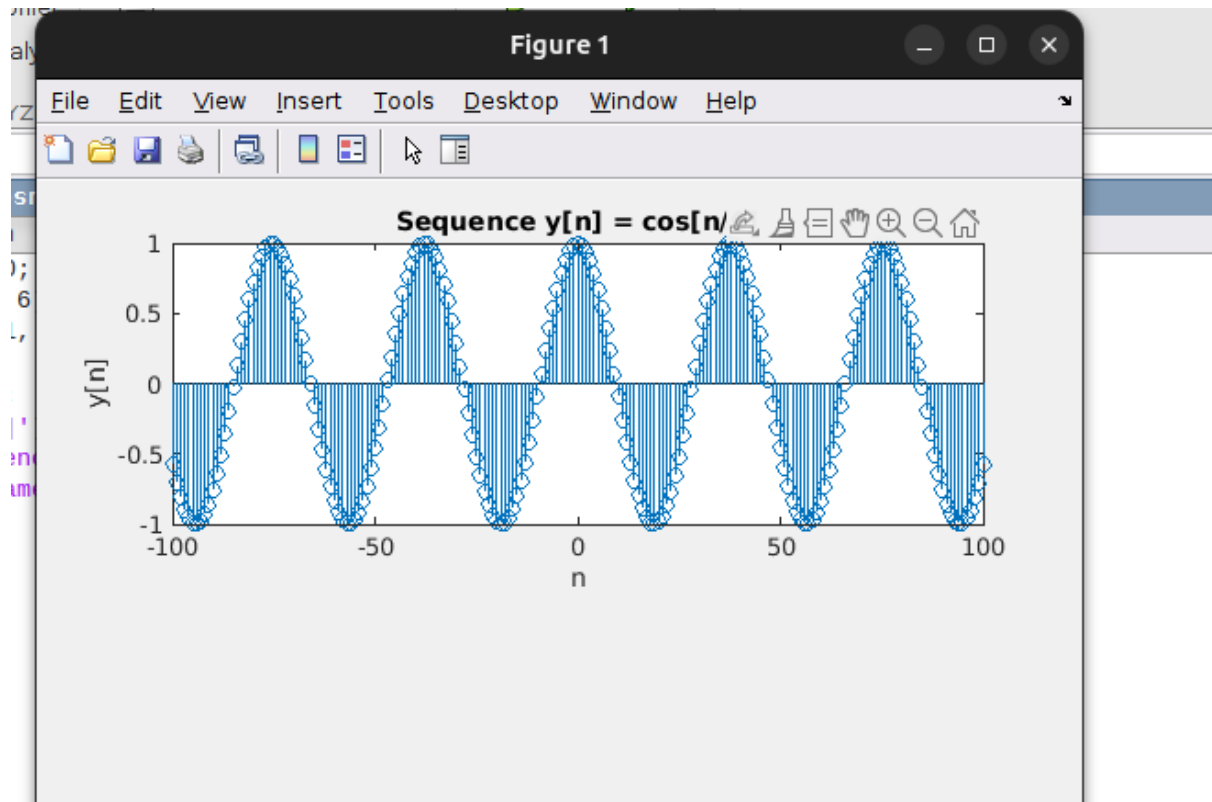 Figure 1
File Edit View Insert Tools Desktop Window Help
Sequence y[n] = cos[n/
1
0.5
0
-0.5
-1
y[n]
-100 -50 0 50 100
n